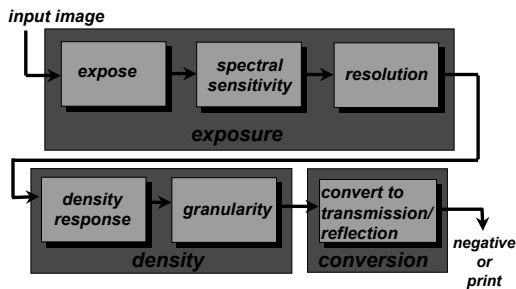 input image
expose
spectral
sensitivity
resolution
exposure
density
response
granularity
density
convert to
transmission/
reflection
conversion
negative
or
print